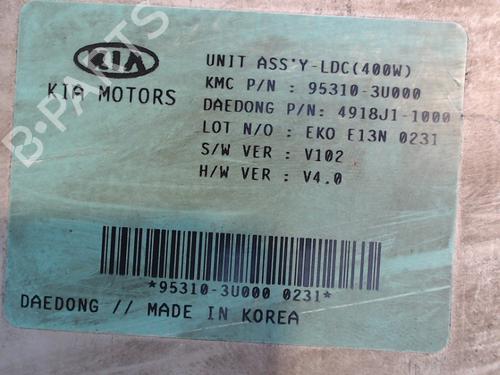 KIA
KIA MOTORS
UNIT ASS'Y-LDC(400W)
KMC P/N : 95310-3U000
DAEDONG P/N: 4918J1-1000
LOT N/O : EKO E13N 0231
S/W VER : V102
H/W VER : V4.0
*95310-3U000 0231*
DAEDONG // MADE IN KOREA
B-PARTS